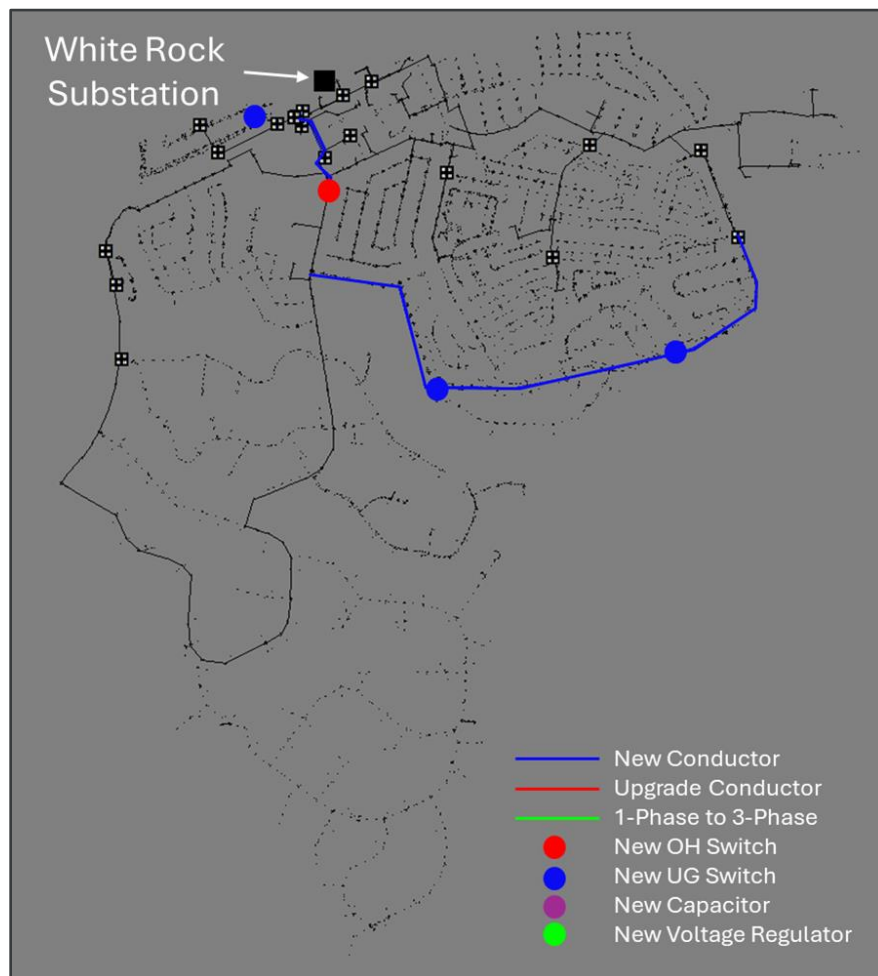 White Rock
Substation
New Conductor
Upgrade Conductor
1-Phase to 3-Phase
New OH Switch
New UG Switch
New Capacitor
New Voltage Regulator